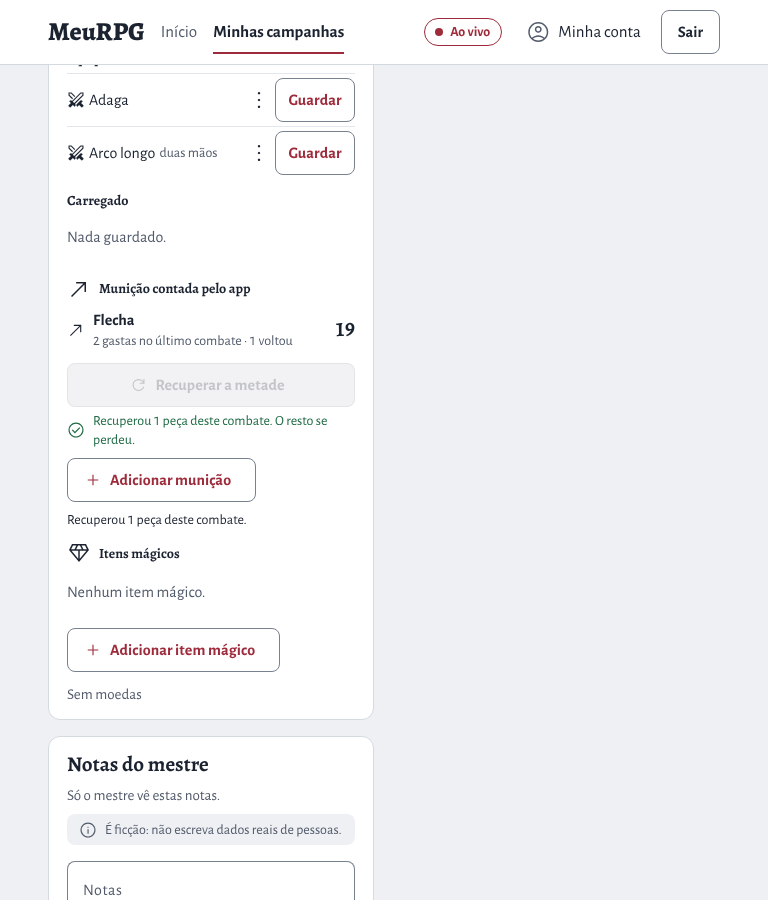 MeuRPG
Início
Minhas campanhas
Ao vivo
Minha conta
Sair
Adaga
Guardar
Arco longo duas mãos
Guardar
Carregado
Nada guardado.
Munição contada pelo app
Flecha
19
2 gastas no último combate · 1 voltou
Recuperar a metade
Recuperou 1 peça deste combate. O resto se
perdeu.
Adicionar munição
Recuperou 1 peça deste combate.
Itens mágicos
Nenhum item mágico.
Adicionar item mágico
Sem moedas
Notas do mestre
Só o mestre vê estas notas.
É ficção: não escreva dados reais de pessoas.
Notas